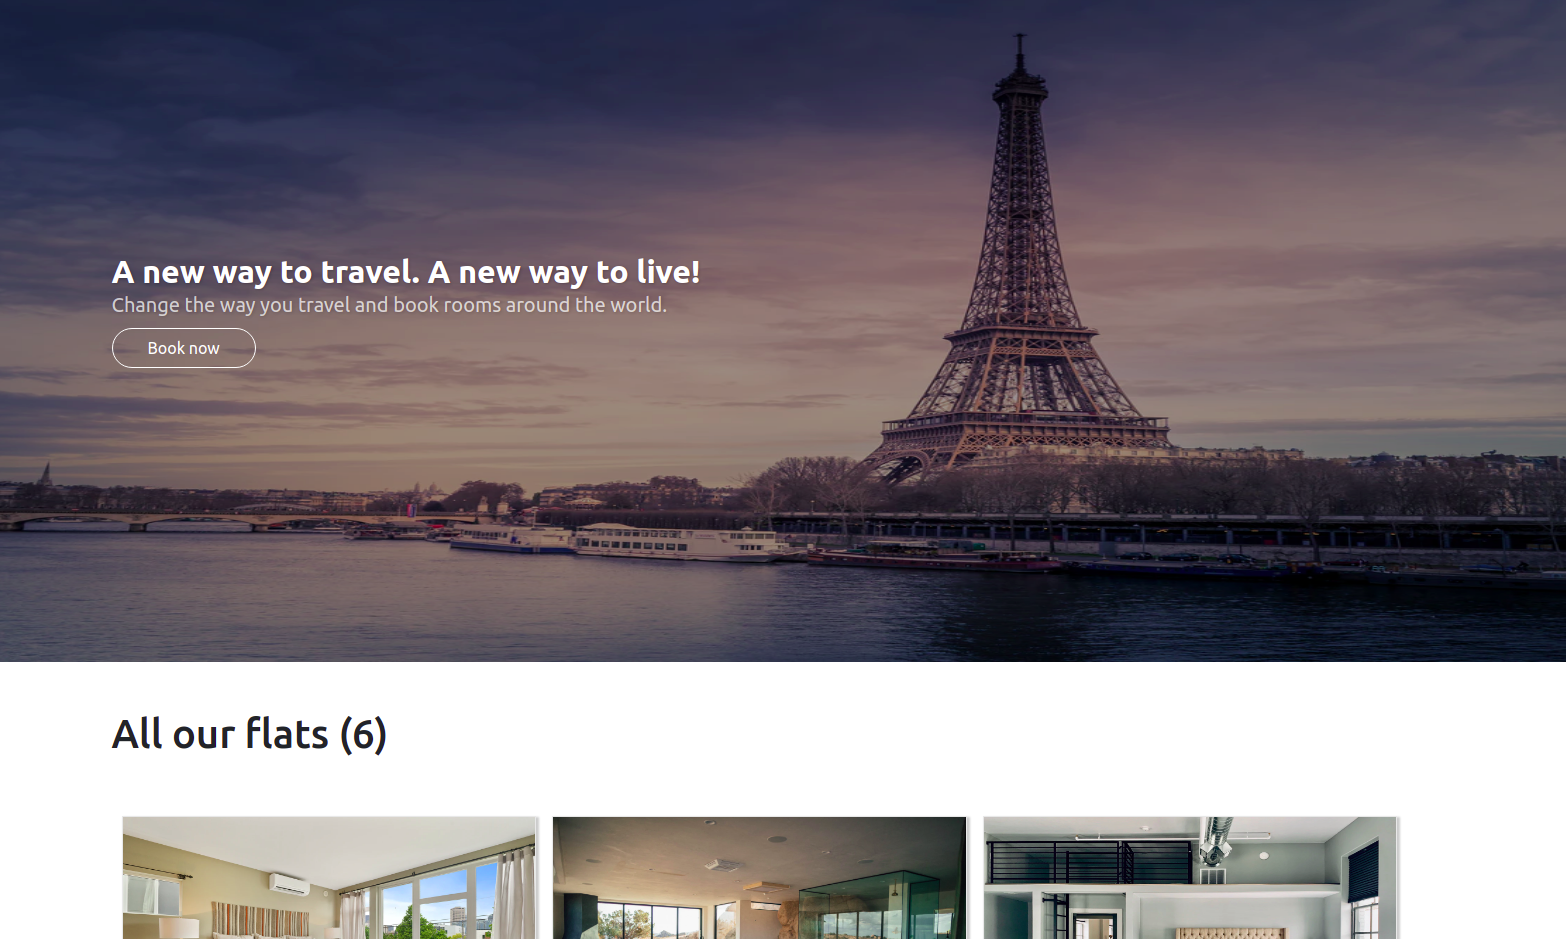 A new way to travel. A new way to live!
Change the way you travel and book rooms around the world.
Book now
All our flats (6)